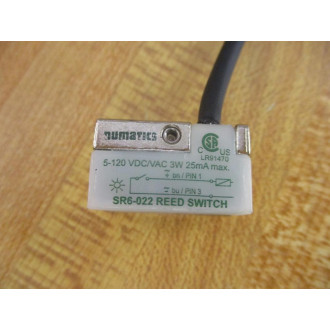 numatics
C US
LR91470
5-120 VDC/VAC 3W 25mA max.
+ bn / PIN 1
− bu / PIN 3
SR6-022 REED SWITCH